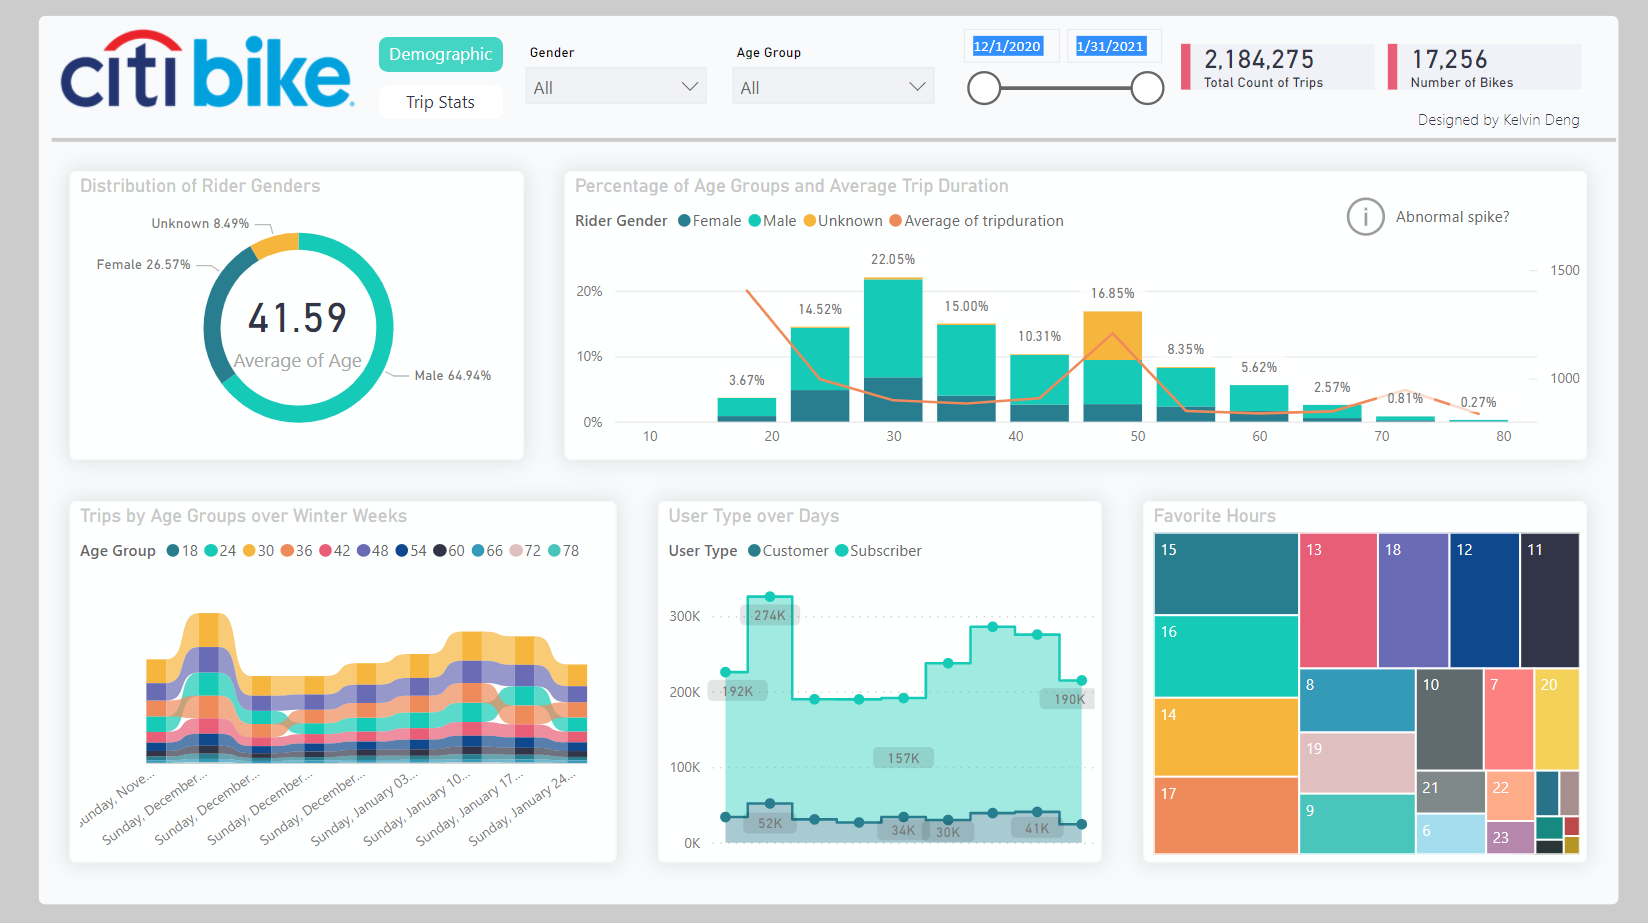 citi bike
Demographic
Trip Stats
Gender
All
Age Group
All
12/1/2020
1/31/2021
2,184,275
Total Count of Trips
17,256
Number of Bikes
Designed by Kelvin Deng
Distribution of Rider Genders
Unknown 8.49%
Female 26.57%
41.59
Average of Age
Male 64.94%
Percentage of Age Groups and Average Trip Duration
Rider Gender Female Male Unknown Average of tripduration
Abnormal spike?
22.05%
1500
20%
16.85%
14.52%
15.00%
10.31%
8.35%
10%
5.62%
1000
3.67%
2.57%
0.81%
0.27%
0%
10 20 30 40 50 60 70 80
Trips by Age Groups over Winter Weeks
Age Group 18 24 30 36 42 48 54 60 66 72 78
Sunday, December...
Sunday, December...
Sunday, December...
Sunday, December...
Sunday, January 03...
Sunday, January 10...
Sunday, January 17...
Sunday, January 24...
User Type over Days
User Type Customer Subscriber
300K
274K
200K
192K
190K
157K
100K
52K
34K
30K
41K
0K
Favorite Hours
15
13
18
12
11
16
14
8
10
7
20
19
17
9
21
22
6
23